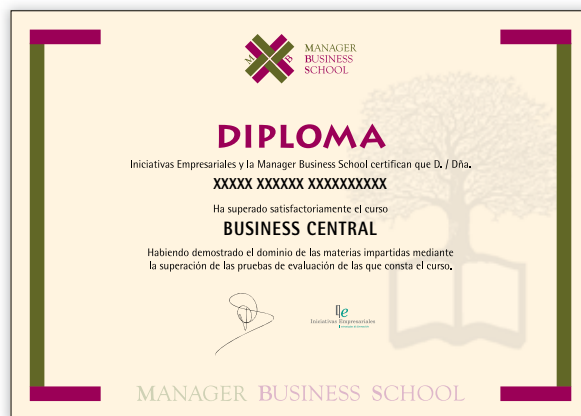 M B
MANAGER
BUSINESS
SCHOOL
DIPLOMA
Iniciativas Empresariales y la Manager Business School certifican que D. / Dña.
XXXXX XXXXXX XXXXXXXXXX
Ha superado satisfactoriamente el curso
BUSINESS CENTRAL
Habiendo demostrado el dominio de las materias impartidas mediante
la superación de las pruebas de evaluación de las que consta el curso.
Ile
Iniciativas Empresariales
MANAGER BUSINESS SCHOOL